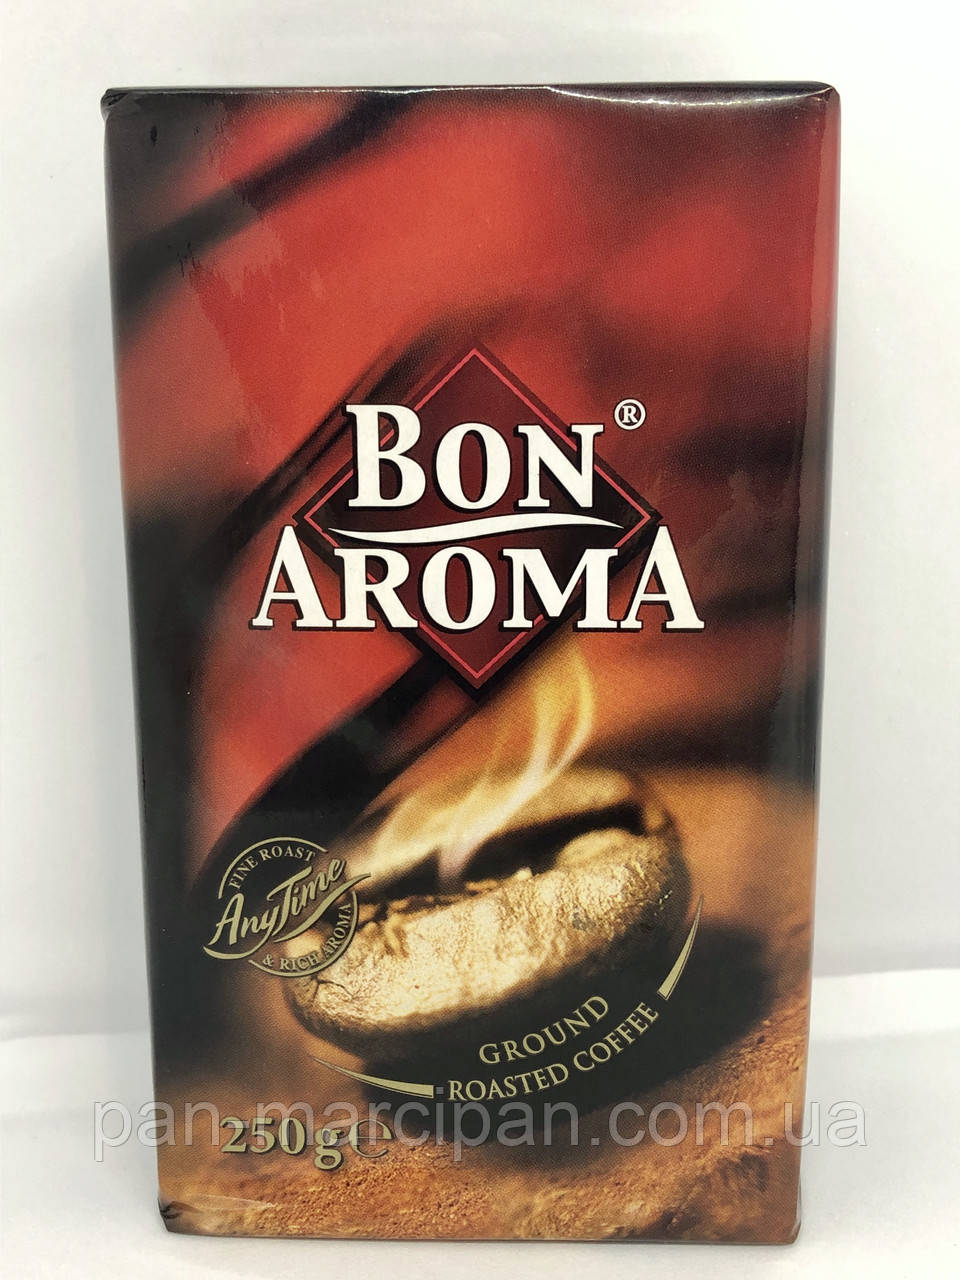 BON®
AROMA
FINE ROAST
AnyTime
& RICH AROMA
GROUND
ROASTED COFFEE
250g℮
pan-marcipan.com.ua